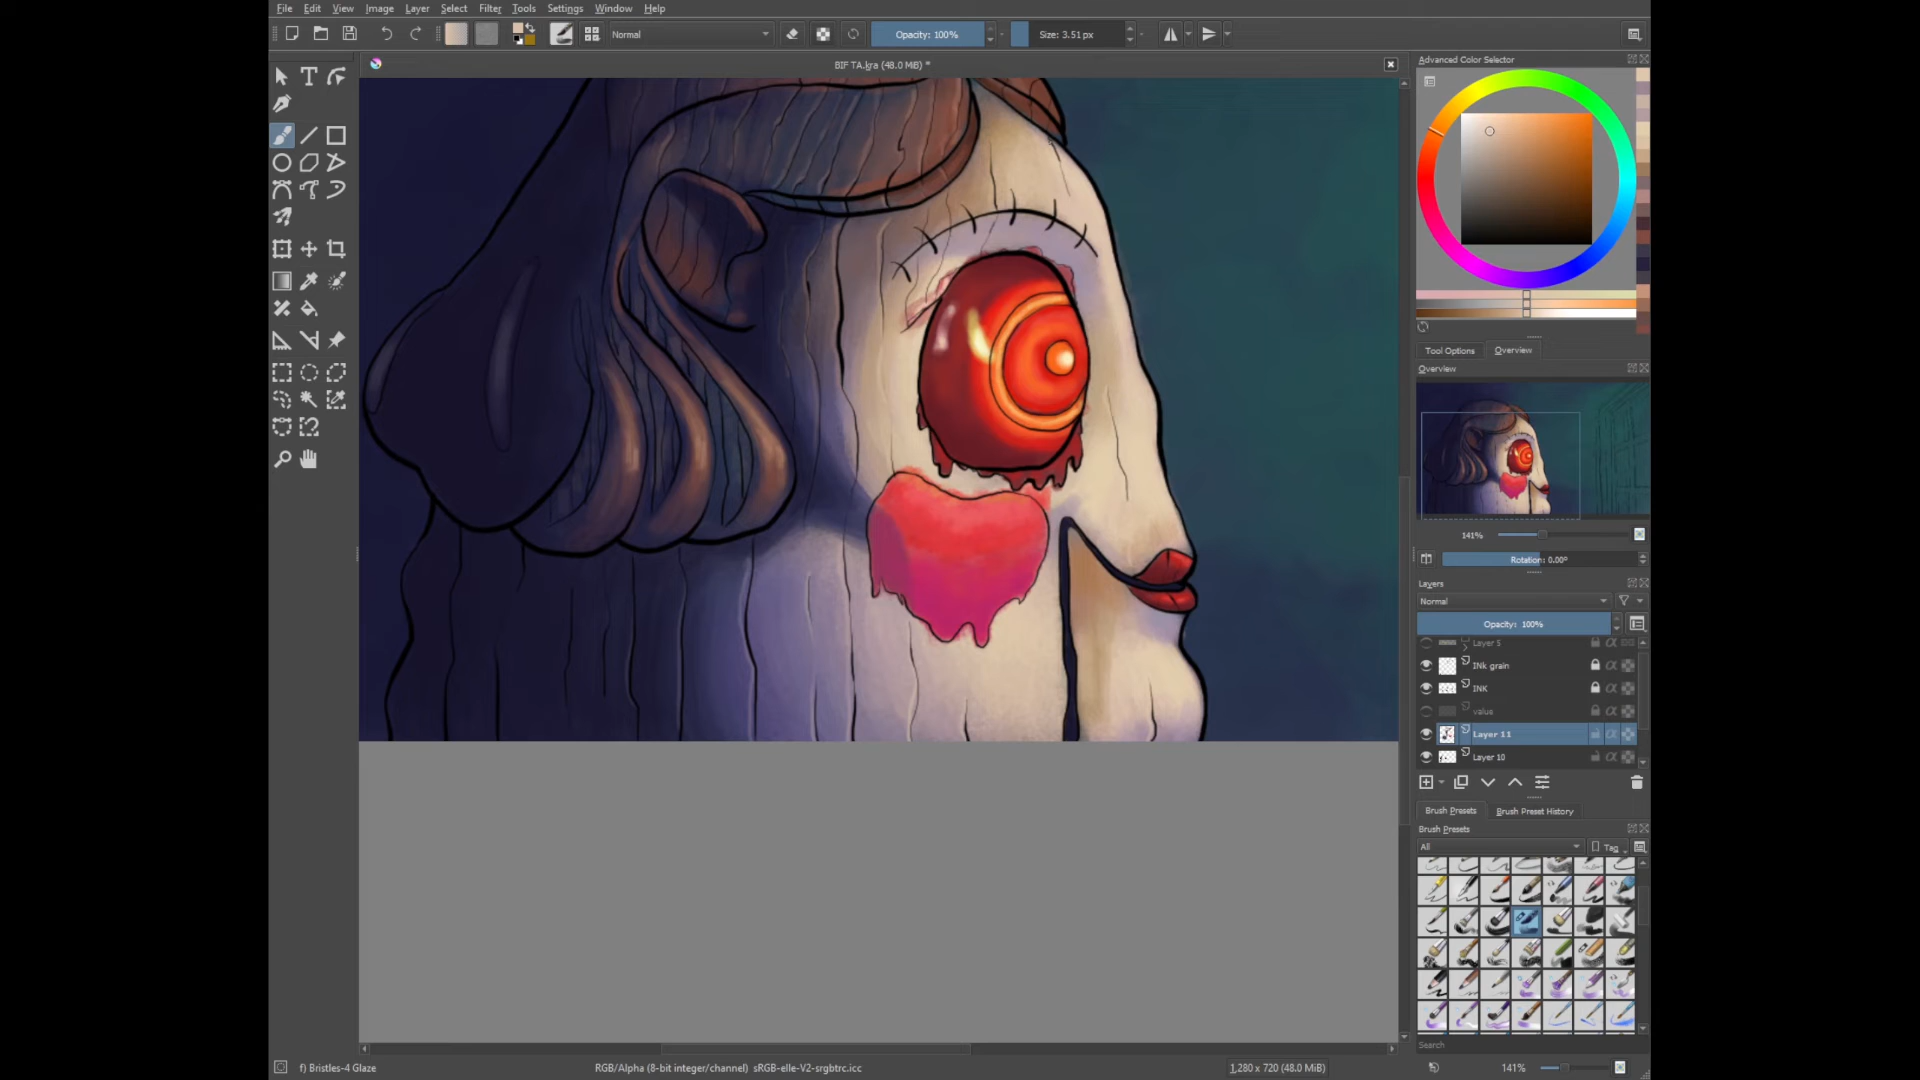 File Edit View Image Layer Select Filter Tools Settings Window Help
Normal
Opacity: 100%
Size: 3.51 px
BIF TA.kra (48.0 MiB) *
Advanced Color Selector
Tool Options
Overview
Overview
141%
Rotation: 0.00°
Layers
Normal
Opacity: 100%
Layer 5
INk grain
INK
value
Layer 11
Layer 10
Brush Presets
Brush Preset History
Brush Presets
All
Tag
Search
f) Bristles-4 Glaze
RGB/Alpha (8-bit integer/channel) sRGB-elle-V2-srgbtrc.icc
1,280 x 720 (48.0 MiB)
141%